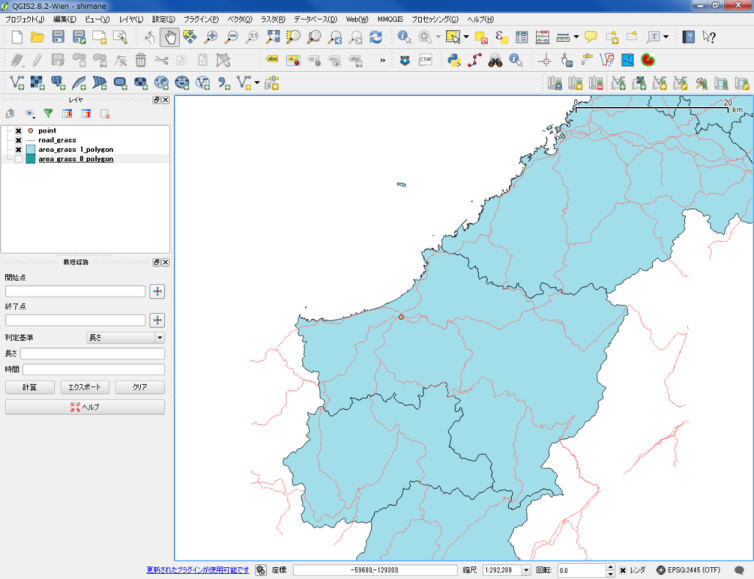 QGIS2.8.2-Wien - shimane
プロジェクト(J) 編集(E) ビュー(V) レイヤ(L) 設定(S) プラグイン(P) ベクタ(O) ラスタ(R) データベース(D) Web(W) MMQGIS プロセッシング(C) ヘルプ(H)
レイヤ
point
road_grass
area_grass_1_polygon
area_grass_0_polygon
最短経路
開始点
終了点
判定基準 長さ
長さ
時間
計算 エクスポート クリア
ヘルプ
0 20
km
更新されたプラグインが使用可能です 座標: -59688,-129303 縮尺 1:292,289 回転: 0.0 レンダ EPSG:2445 (OTF)